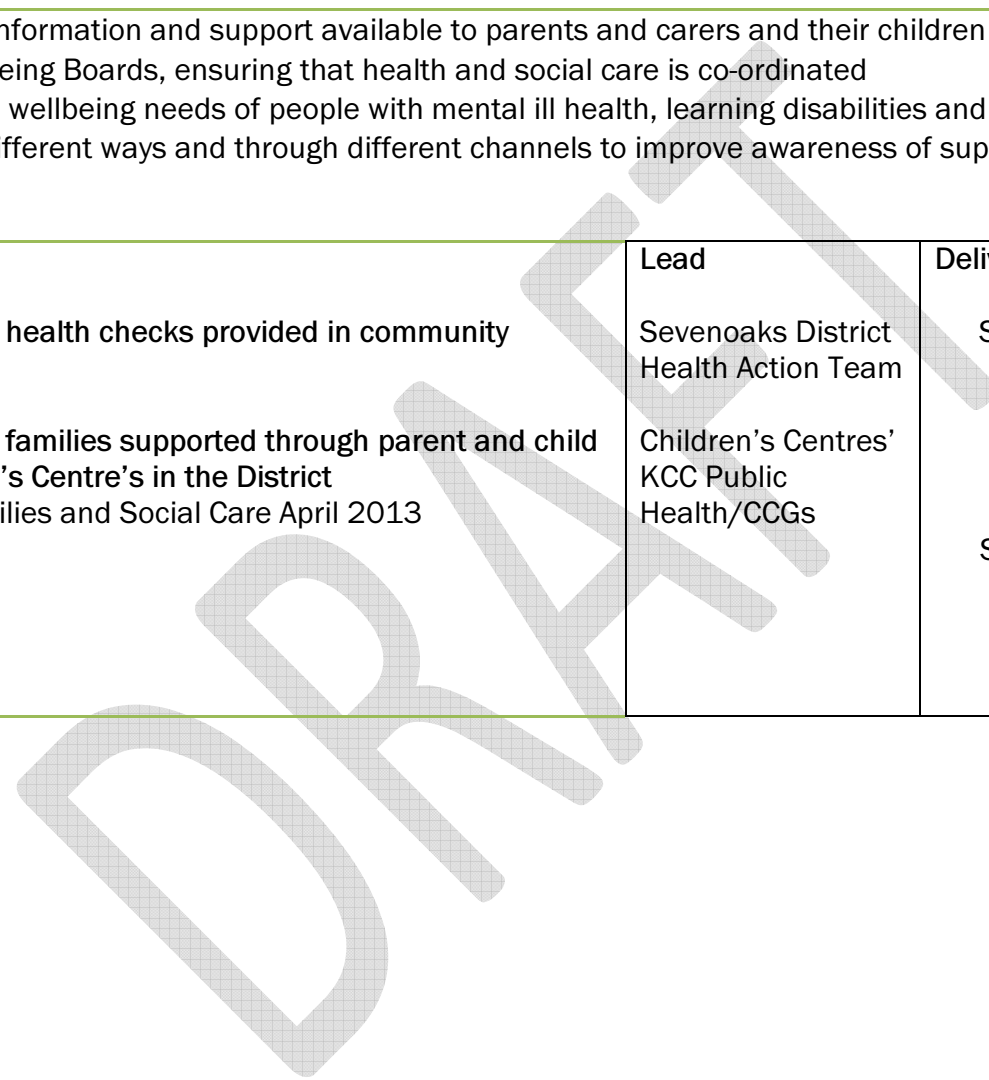 nformation and support available to parents and carers and their children
eing Boards, ensuring that health and social care is co-ordinated
wellbeing needs of people with mental ill health, learning disabilities and
ifferent ways and through different channels to improve awareness of sup
Lead
Deli
health checks provided in community
Sevenoaks District
S
Health Action Team
families supported through parent and child
Children's Centres'
's Centre's in the District
KCC Public
ilies and Social Care April 2013
Health/CCGs
S
DRAFT